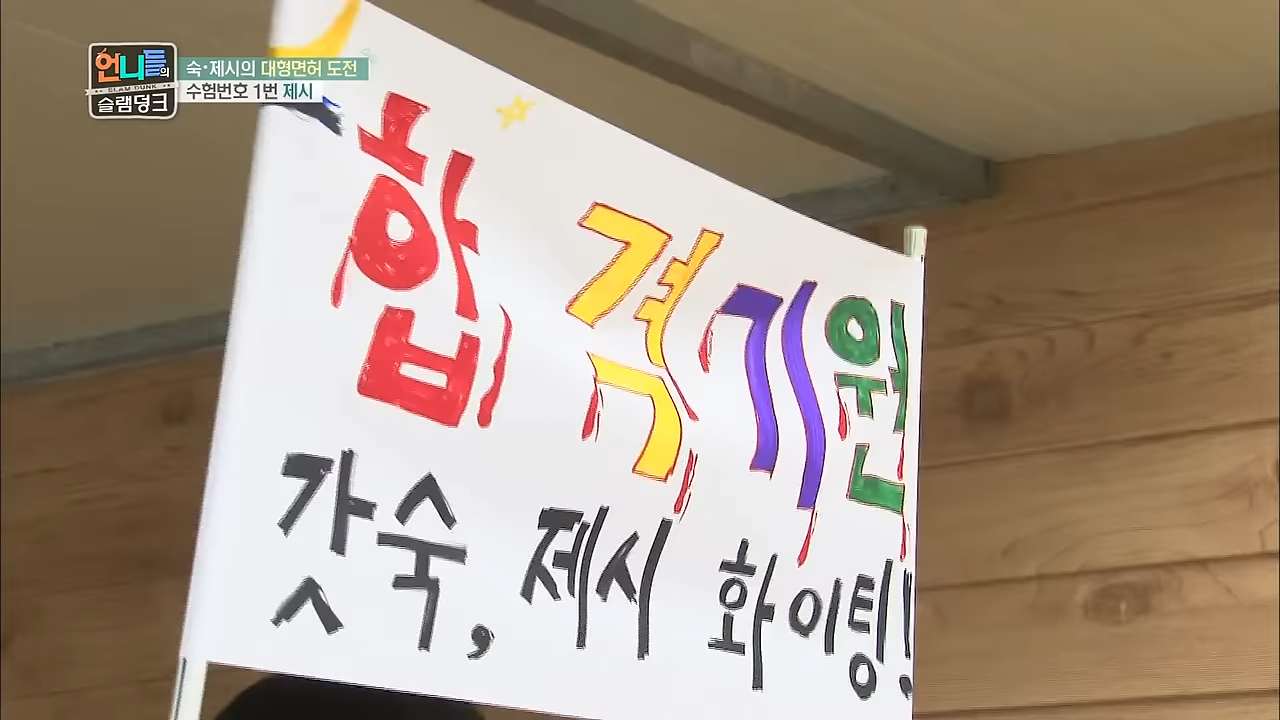 언니들의
SLAM DUNK
슬램덩크
숙·제시의 대형면허 도전
수험번호 1번 제시
합격기원
갓숙, 제시 화이팅!